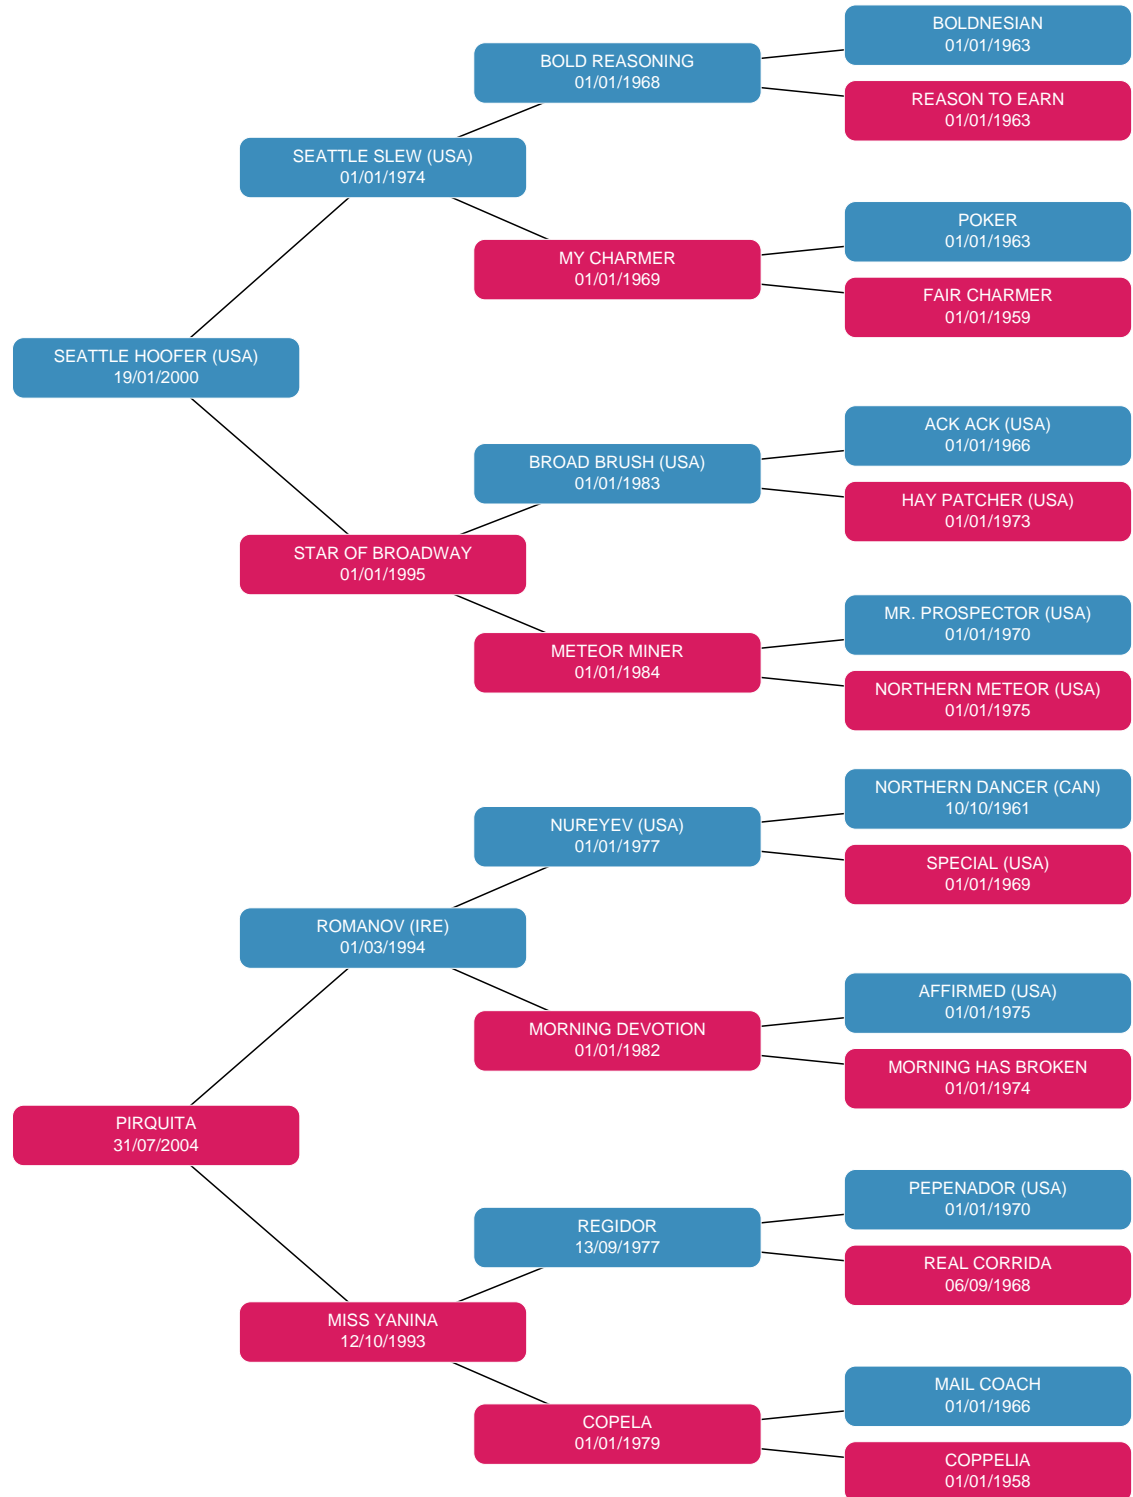 BOLDNESIAN
01/01/1963
BOLD REASONING
01/01/1968
REASON TO EARN
01/01/1963
SEATTLE SLEW (USA)
01/01/1974
POKER
01/01/1963
MY CHARMER
01/01/1969
FAIR CHARMER
01/01/1959
SEATTLE HOOFER (USA)
19/01/2000
ACK ACK (USA)
01/01/1966
BROAD BRUSH (USA)
01/01/1983
HAY PATCHER (USA)
01/01/1973
STAR OF BROADWAY
01/01/1995
MR. PROSPECTOR (USA)
01/01/1970
METEOR MINER
01/01/1984
NORTHERN METEOR (USA)
01/01/1975
NORTHERN DANCER (CAN)
10/10/1961
NUREYEV (USA)
01/01/1977
SPECIAL (USA)
01/01/1969
ROMANOV (IRE)
01/03/1994
AFFIRMED (USA)
01/01/1975
MORNING DEVOTION
01/01/1982
MORNING HAS BROKEN
01/01/1974
PIRQUITA
31/07/2004
PEPENADOR (USA)
01/01/1970
REGIDOR
13/09/1977
REAL CORRIDA
06/09/1968
MISS YANINA
12/10/1993
MAIL COACH
01/01/1966
COPELA
01/01/1979
COPPELIA
01/01/1958